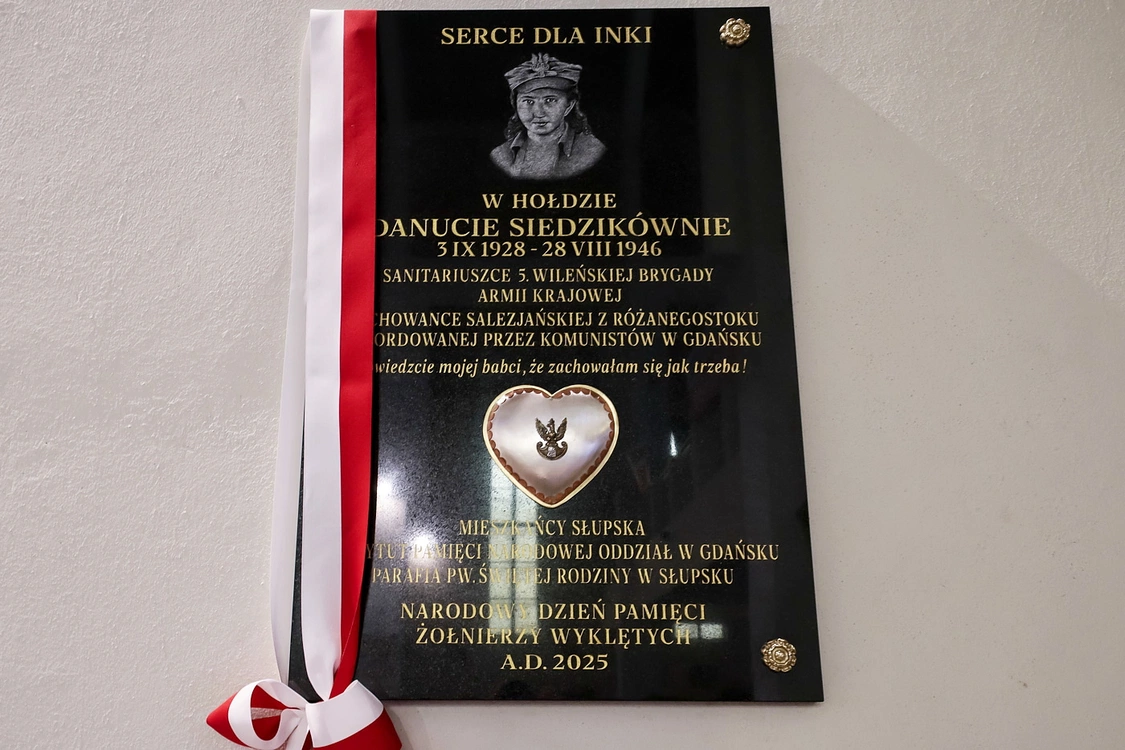 SERCE DLA INKI
W HOŁDZIE
DANUCIE SIEDZIKÓWNIE
3 IX 1928 - 28 VIII 1946
SANITARIUSZCE 5. WILEŃSKIEJ BRYGADY
ARMII KRAJOWEJ
SALEZJAŃSKIEJ Z RÓŻANEGOSTOKU
PRZEZ KOMUNISTÓW W GDAŃSKU
mojej babci, że zachowałam się jak trzeba!
MIESZKAŃCY SŁUPSKA
PAMIĘCI NARODOWEJ ODDZIAŁ W GDAŃSKU
PARAFIA PW. ŚWIĘTEJ RODZINY W SŁUPSKU
NARODOWY DZIEŃ PAMIĘCI
ŻOŁNIERZY WYKLĘTYCH
A.D. 2025